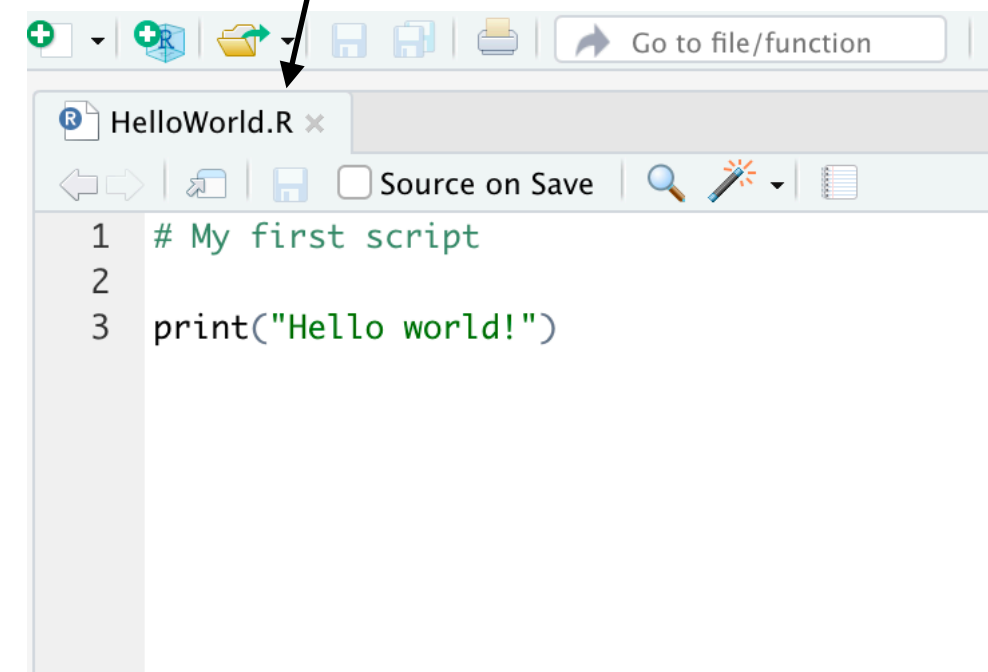 R
Go to file/function
R HelloWorld.R
Source on Save
1 # My first script
2
3 print("Hello world!")